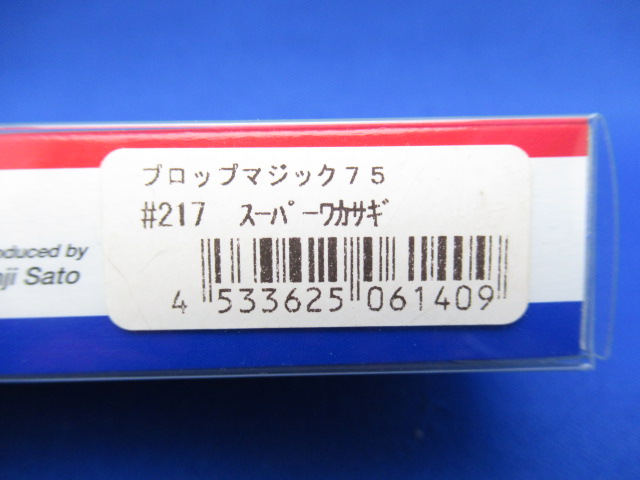 プロップマジック75
#217 スーパーワカサギ
oduced by
nji Sato
4 533625 061409